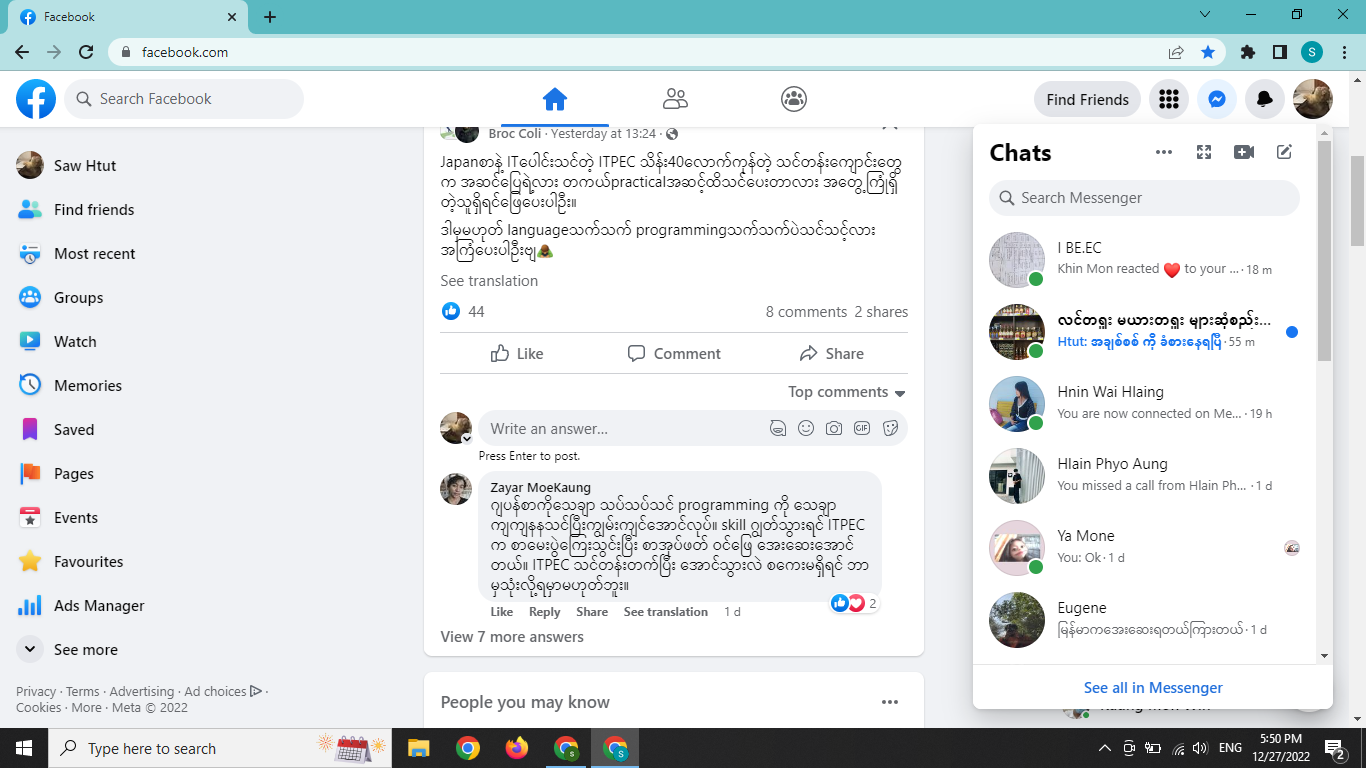 Facebook
facebook.com
S
Search Facebook
Find Friends
Saw Htut
Find friends
Most recent
Groups
Watch
Memories
Saved
Pages
Events
Favourites
Ads Manager
See more
Privacy · Terms · Advertising · Ad choices ·
Cookies · More · Meta © 2022
Broc Coli · Yesterday at 13:24 ·
Japanစာနဲ့ ITပေါင်းသင်တဲ့ ITPEC သိန်း40လောက်ကုန်တဲ့ သင်တန်းကျောင်းတွေ
က အဆင်ပြေရဲ့လား တကယ်practicalအဆင့်ထိသင်ပေးတာလား အတွေ့ကြုံရှိ
တဲ့သူရှိရင်ဖြေပေးပါဦး။
ဒါမှမဟုတ် languageသက်သက် programmingသက်သက်ပဲသင်သင့်လား
အကြံပေးပါဦးဗျ
See translation
44
8 comments 2 shares
Like
Comment
Share
Top comments
Write an answer...
GIF
Press Enter to post.
Zayar MoeKaung
ဂျပန်စာကိုသေချာ သပ်သပ်သင် programming ကို သေချာ
ကျကျနနသင်ပြီးကျွမ်းကျင်အောင်လုပ်။ skill ဂျွတ်သွားရင် ITPEC
က စာမေးပွဲကြေးသွင်းပြီး စာအုပ်ဖတ် ဝင်ဖြေ အေးဆေးအောင်
တယ်။ ITPEC သင်တန်းတက်ပြီး အောင်သွားလဲ စကေးမရှိရင် ဘာ
မှသုံးလို့ရမှာမဟုတ်ဘူး။
2
Like Reply Share See translation 1 d
View 7 more answers
People you may know
Chats
Search Messenger
I BE.EC
Khin Mon reacted ❤️ to your ... · 18 m
လင်တရူး မယားတရူး များဆုံစည်း...
Htut: အချစ်စစ် ကို ခံစားနေရပြီ · 55 m
Hnin Wai Hlaing
You are now connected on Me... · 19 h
Hlain Phyo Aung
You missed a call from Hlain Ph... · 1 d
Ya Mone
You: Ok · 1 d
Eugene
မြန်မာကအေးဆေးရတယ်ကြားတယ် · 1 d
See all in Messenger
Type here to search
ENG
5:50 PM
12/27/2022
2